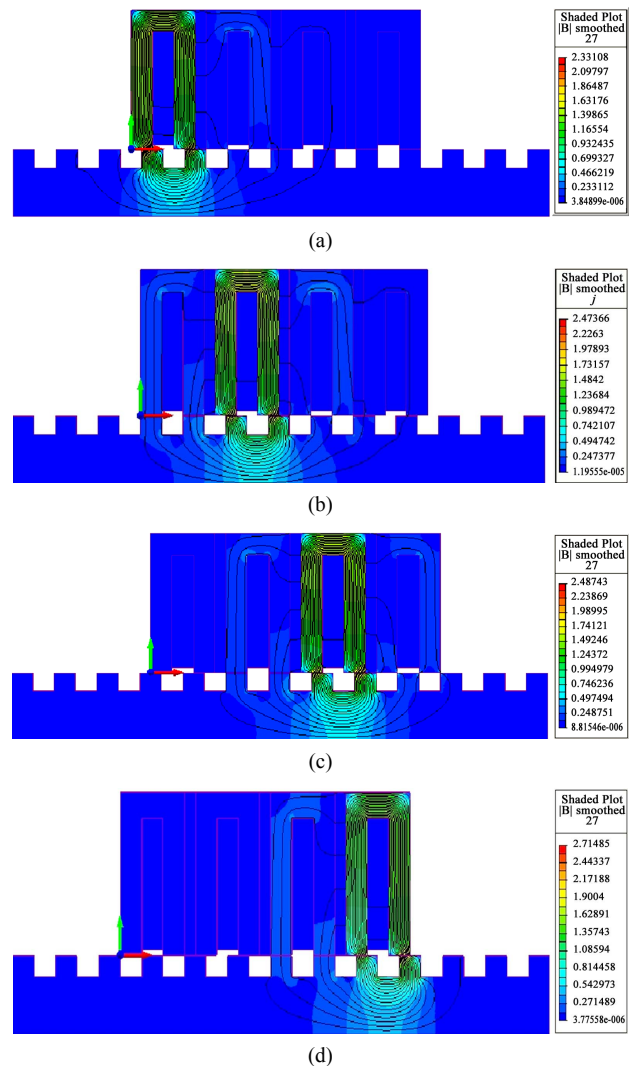 Shaded Plot
|B| smoothed
27
2.33108
2.09797
1.86487
1.63176
1.39865
1.16554
0.932435
0.699327
0.466219
0.233112
3.84899e-006
(a)
Shaded Plot
|B| smoothed
j
2.47366
2.2263
1.97893
1.73157
1.4842
1.23684
0.989472
0.742107
0.494742
0.247377
1.19555e-005
(b)
Shaded Plot
|B| smoothed
27
2.48743
2.23869
1.98995
1.74121
1.49246
1.24372
0.994979
0.746236
0.497494
0.248751
8.81546e-006
(c)
Shaded Plot
|B| smoothed
27
2.71485
2.44337
2.17188
1.9004
1.62891
1.35743
1.08594
0.814458
0.542973
0.271489
3.77558e-006
(d)